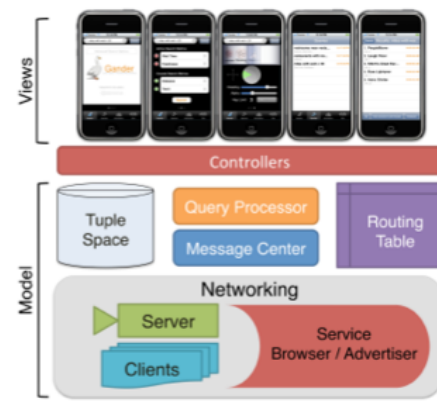 Views
Gander
Controllers
Model
Tuple
Space
Query Processor
Message Center
Routing
Table
Networking
Server
Clients
Service
Browser / Advertiser